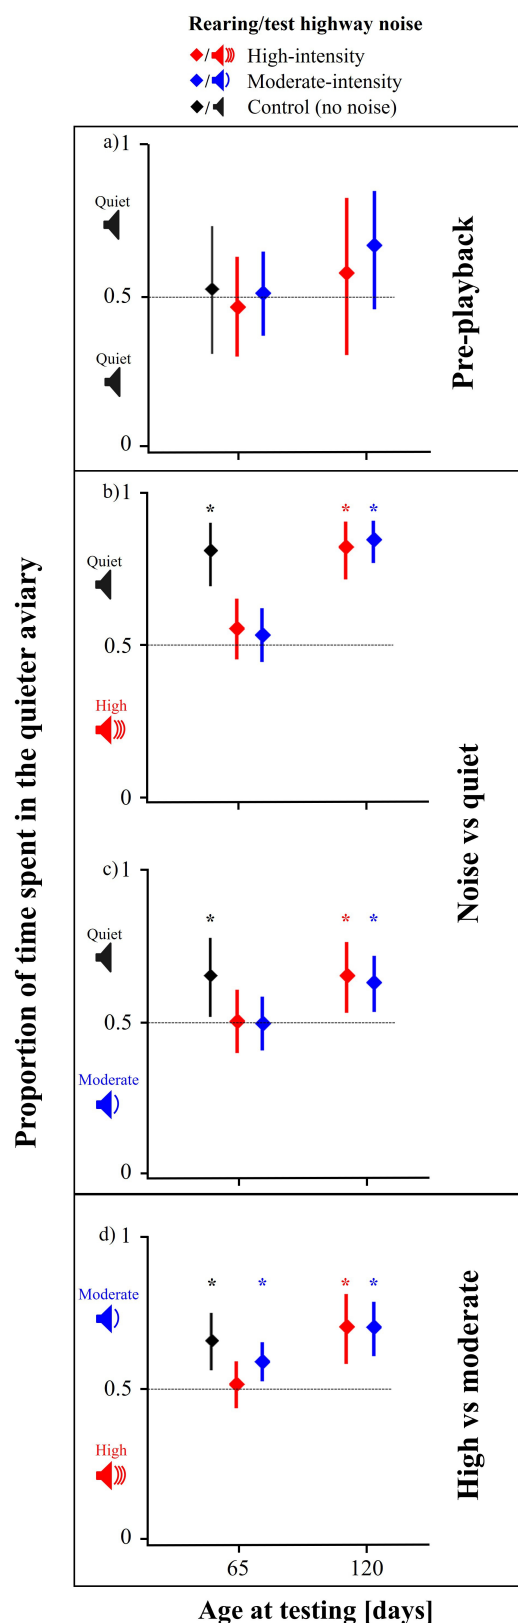 Rearing/test highway noise
/ High-intensity
/ Moderate-intensity
/ Control (no noise)
Proportion of time spent in the quieter aviary
a) 1
Quiet
0.5
Quiet
0
Pre-playback
b) 1
*
*
*
Quiet
0.5
High
0
Noise vs quiet
c) 1
*
*
*
Quiet
0.5
Moderate
0
d) 1
*
*
*
*
Moderate
0.5
High
0
High vs moderate
65 120
Age at testing [days]